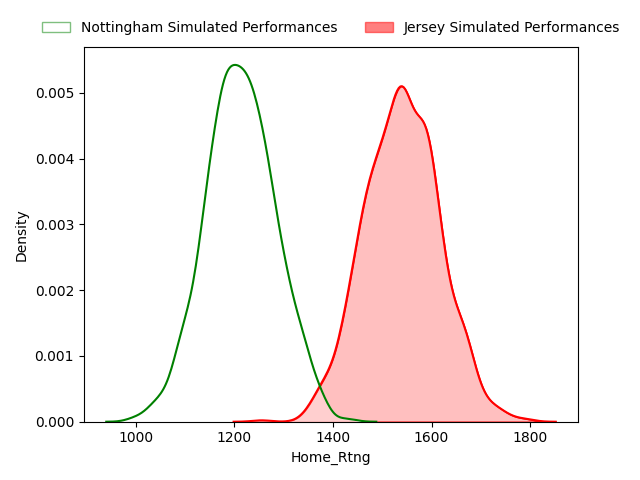 Nottingham Simulated Performances
Jersey Simulated Performances
0.005
0.004
0.003
0.002
0.001
0.000
Density
1000
1200
1400
1600
1800
Home_Rtng